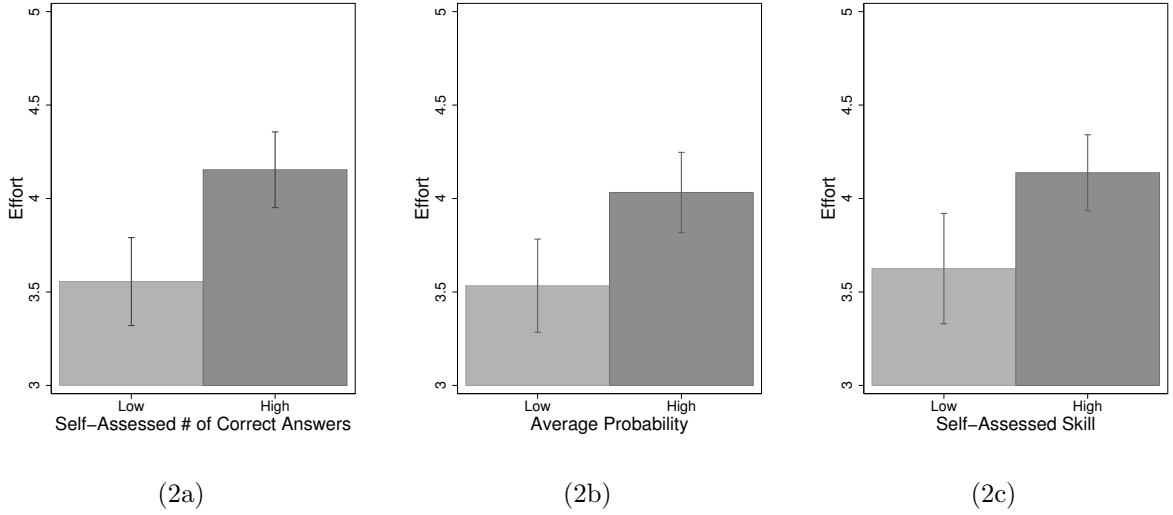 5
4.5
4
3.5
3
Effort
Low High
Self-Assessed # of Correct Answers
(2a)
5
4.5
4
3.5
3
Effort
Low High
Average Probability
(2b)
5
4.5
4
3.5
3
Effort
Low High
Self-Assessed Skill
(2c)